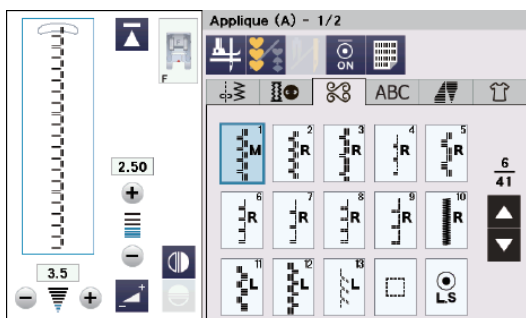 Applique (A) - 1/2
F
ON
ABC
2.50
3.5
1 M
2 R
3 R
4 R
5 R
6 R
7 R
8 R
9 R
10 R
11 L
12 L
13 L
L.S
6
41